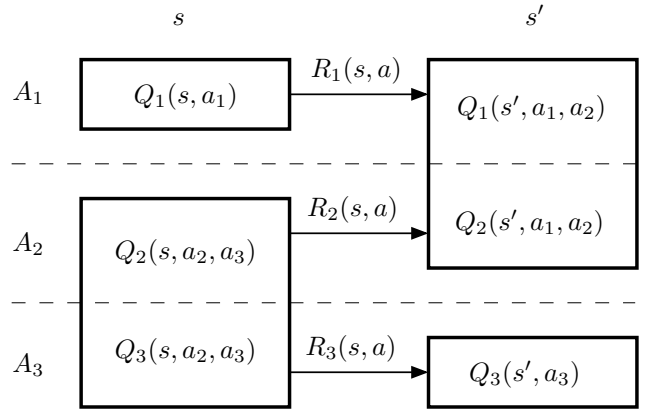 s s′
A₁ Q₁(s, a₁) R₁(s, a) Q₁(s′, a₁, a₂)
A₂ Q₂(s, a₂, a₃) R₂(s, a) Q₂(s′, a₁, a₂)
A₃ Q₃(s, a₂, a₃) R₃(s, a) Q₃(s′, a₃)